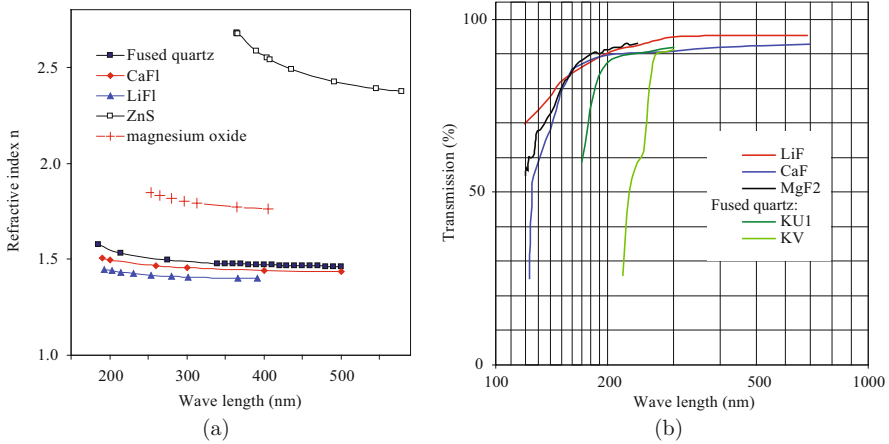 Refractive index n
2.5
2.0
1.5
1.0
Fused quartz
CaFl
LiFl
ZnS
magnesium oxide
200
300
400
500
Wave length (nm)
(a)
Transmission (%)
100
50
0
LiF
CaF
MgF2
Fused quartz:
KU1
KV
100
200
500
1000
Wave length (nm)
(b)